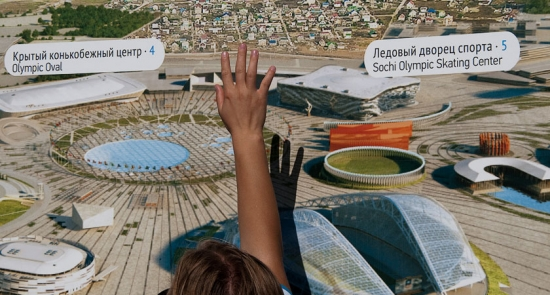 Крытый конькобежный центр · 4
Olympic Oval
Ледовый дворец спорта · 5
Sochi Olympic Skating Center